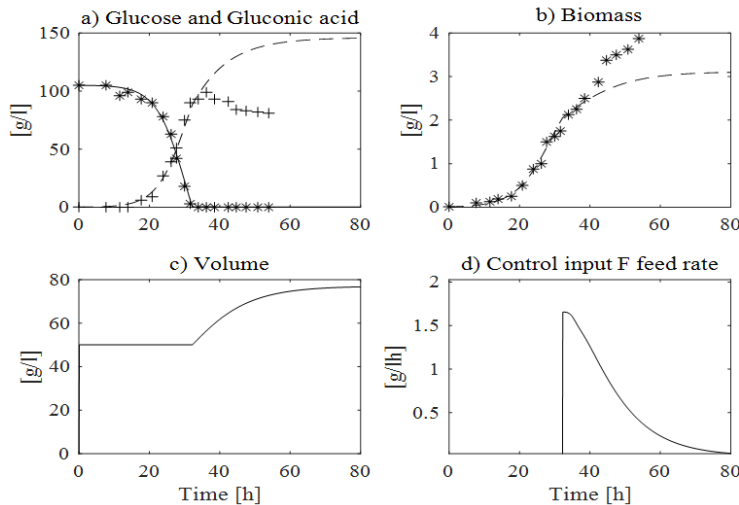 a) Glucose and Gluconic acid
150
100
50
0
[g/l]
0 20 40 60 80
b) Biomass
4
3
2
1
0
[g/l]
0 20 40 60 80
c) Volume
80
60
40
20
0
[g/l]
0 20 40 60 80
Time [h]
d) Control input F feed rate
2
1.5
1
0.5
[g/lh]
0 20 40 60 80
Time [h]